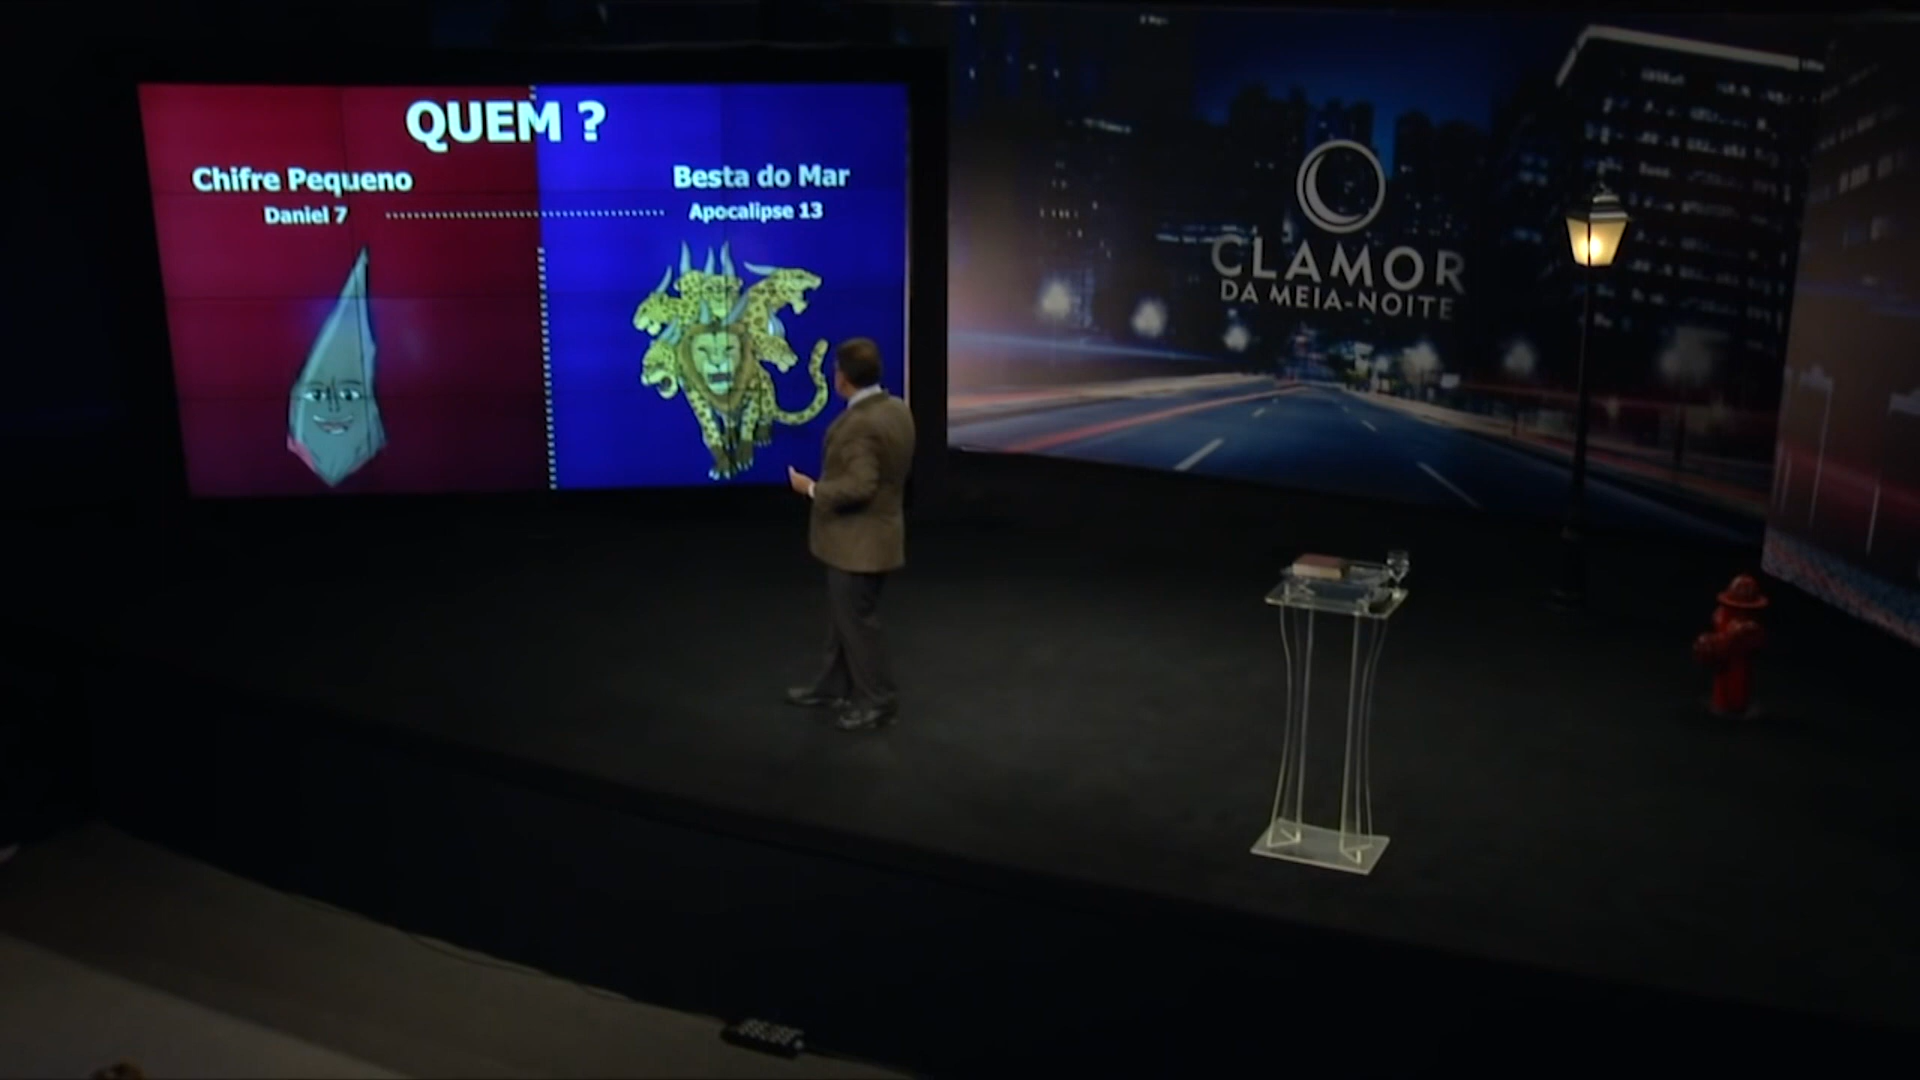 QUEM ?
Chifre Pequeno
Daniel 7
Besta do Mar
Apocalipse 13
CLAMOR
DA MEIA-NOITE